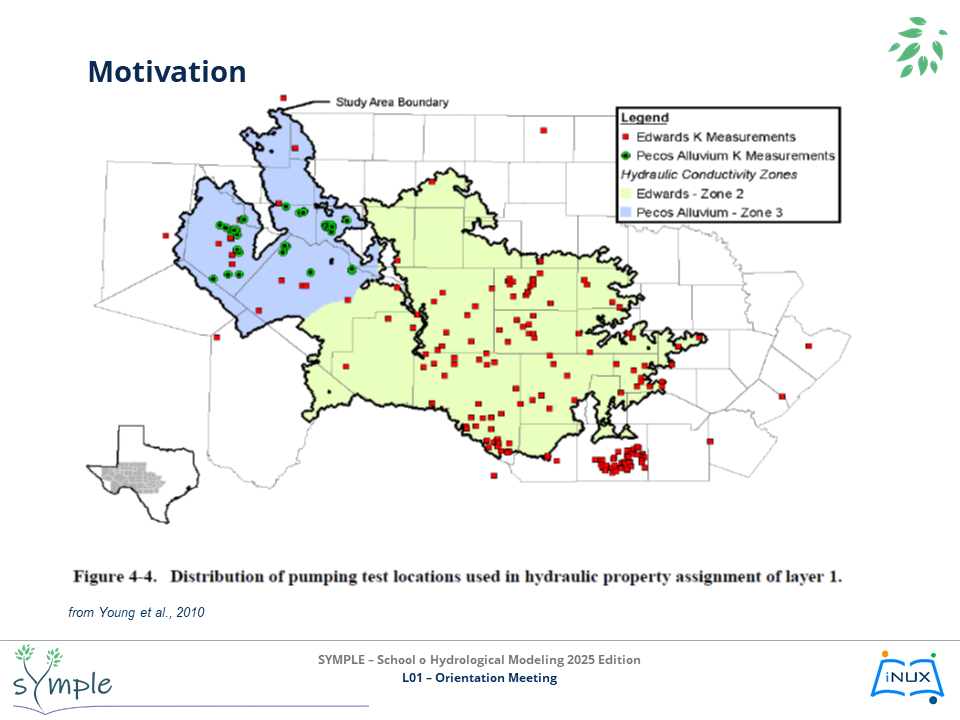 Motivation
Study Area Boundary
Legend
Edwards K Measurements
Pecos Alluvium K Measurements
Hydraulic Conductivity Zones
Edwards - Zone 2
Pecos Alluvium - Zone 3
Figure 4-4. Distribution of pumping test locations used in hydraulic property assignment of layer 1.
from Young et al., 2010
SYMPLE – School o Hydrological Modeling 2025 Edition
L01 – Orientation Meeting
sYmple
iNUX